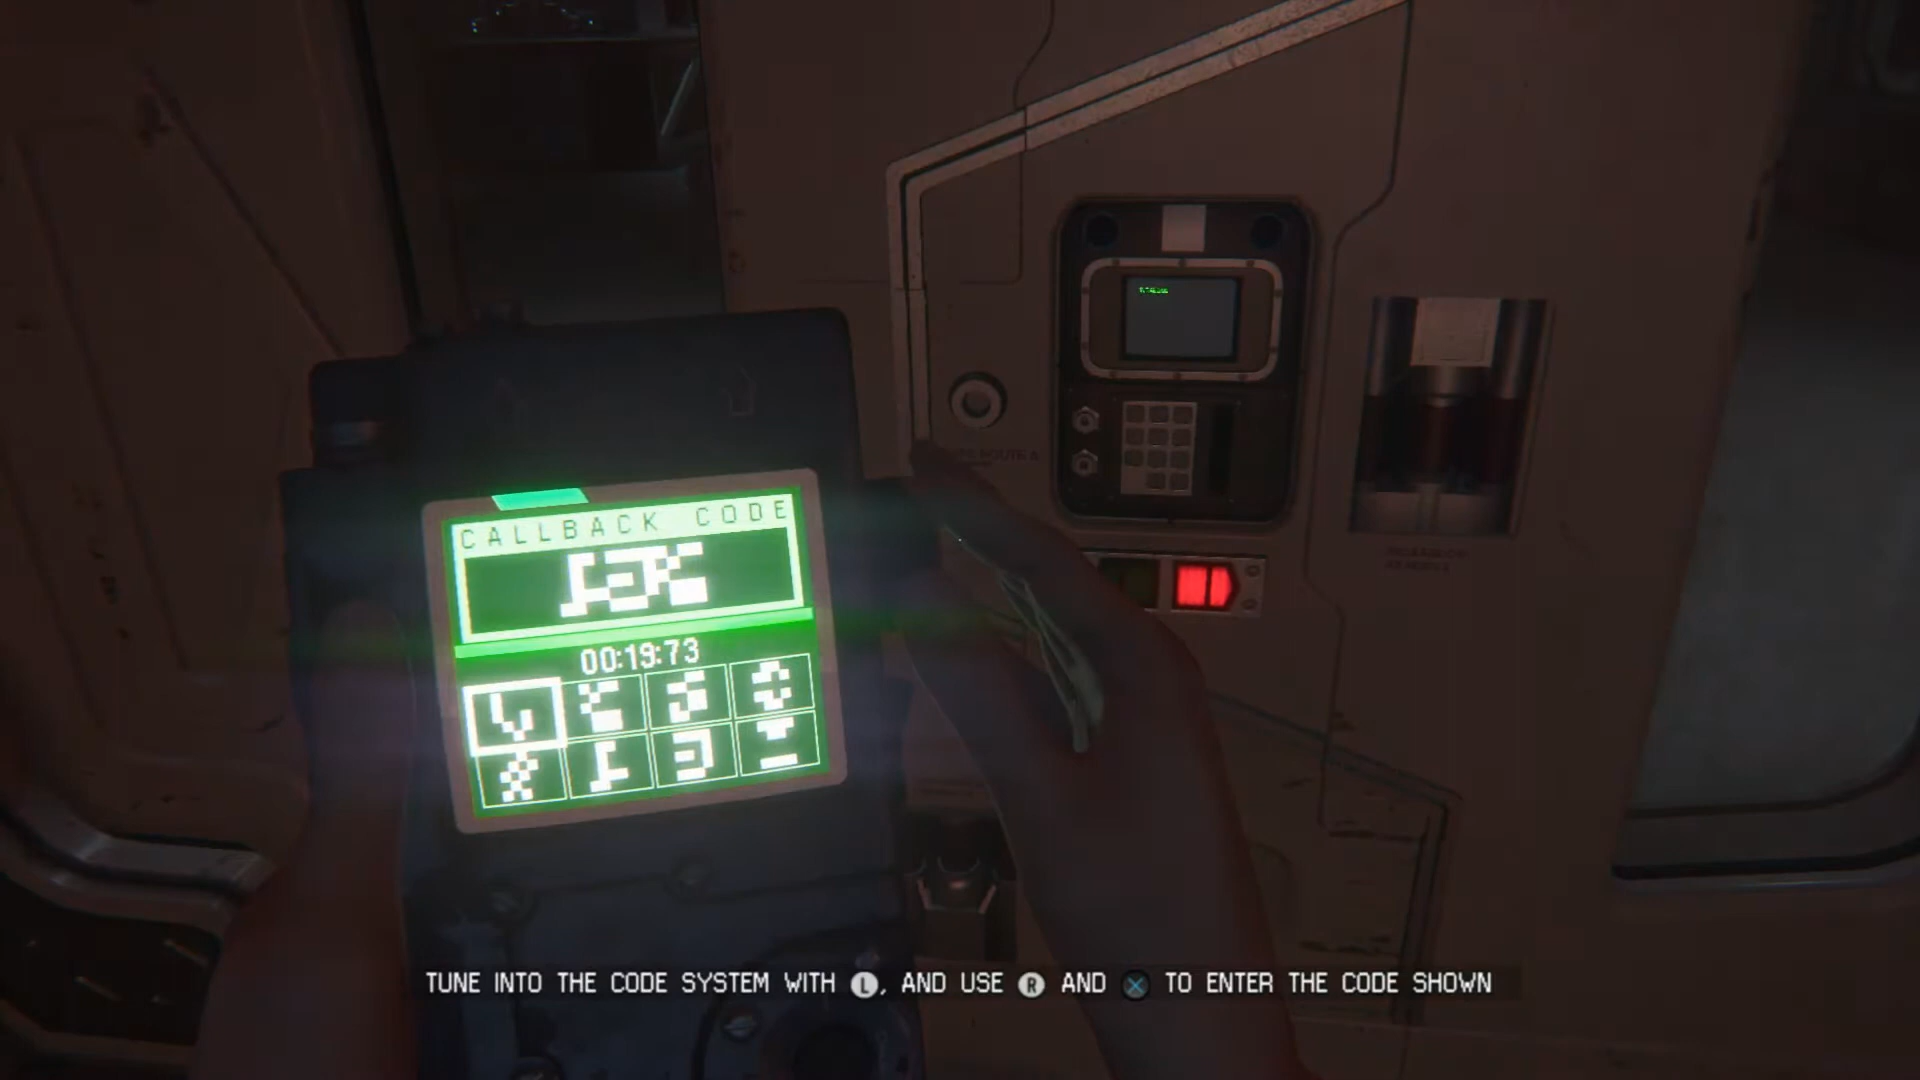 CALLBACK CODE
00:19:73
TUNE INTO THE CODE SYSTEM WITH L, AND USE R AND X TO ENTER THE CODE SHOWN